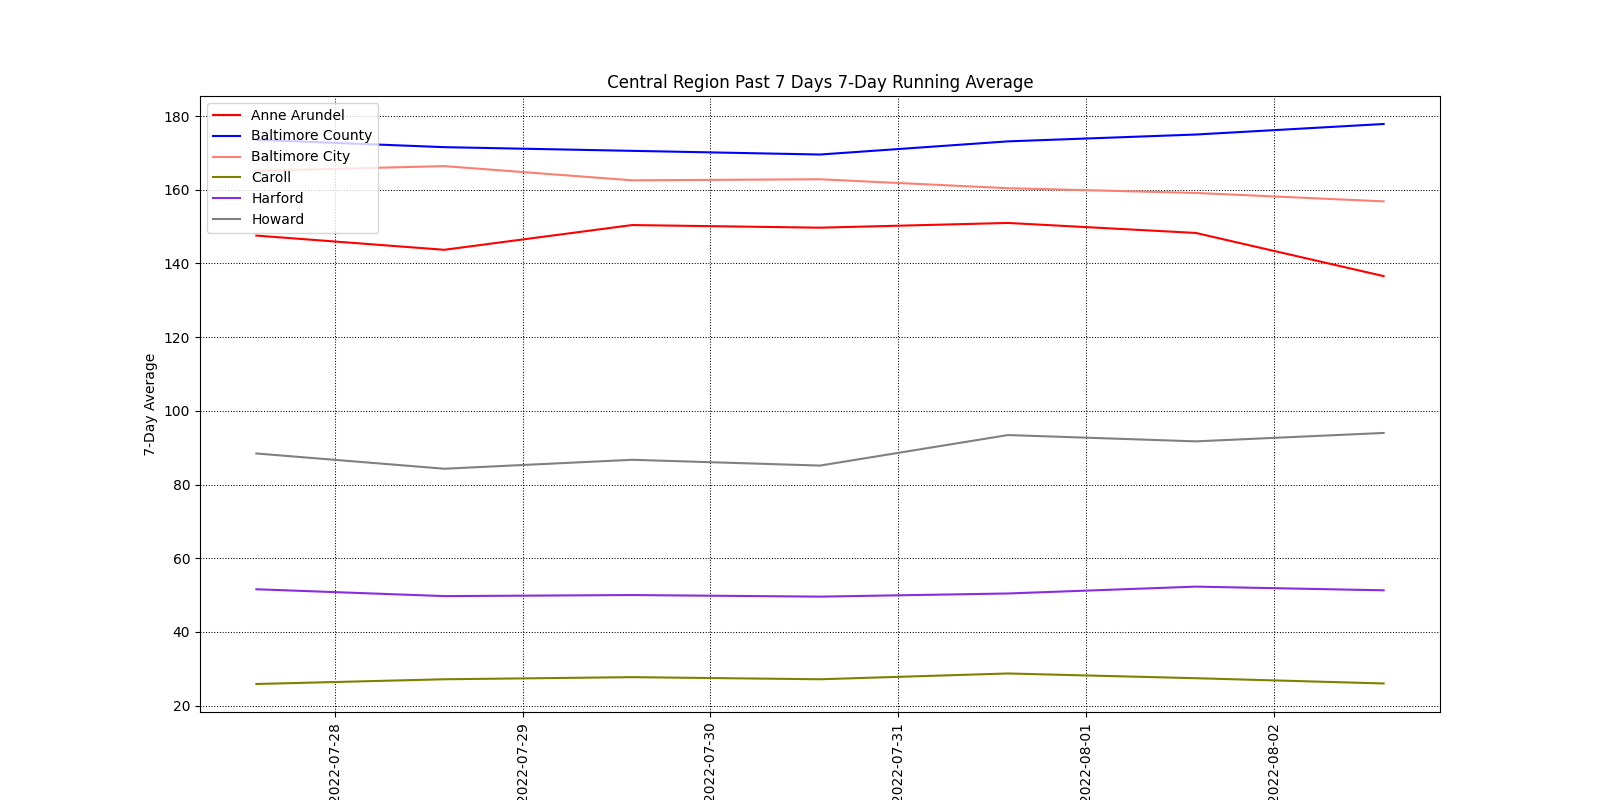 Central Region Past 7 Days 7-Day Running Average
Anne Arundel
Baltimore County
Baltimore City
Caroll
Harford
Howard
7-Day Average
180
160
140
120
100
80
60
40
20
2022-07-28
2022-07-29
2022-07-30
2022-07-31
2022-08-01
2022-08-02